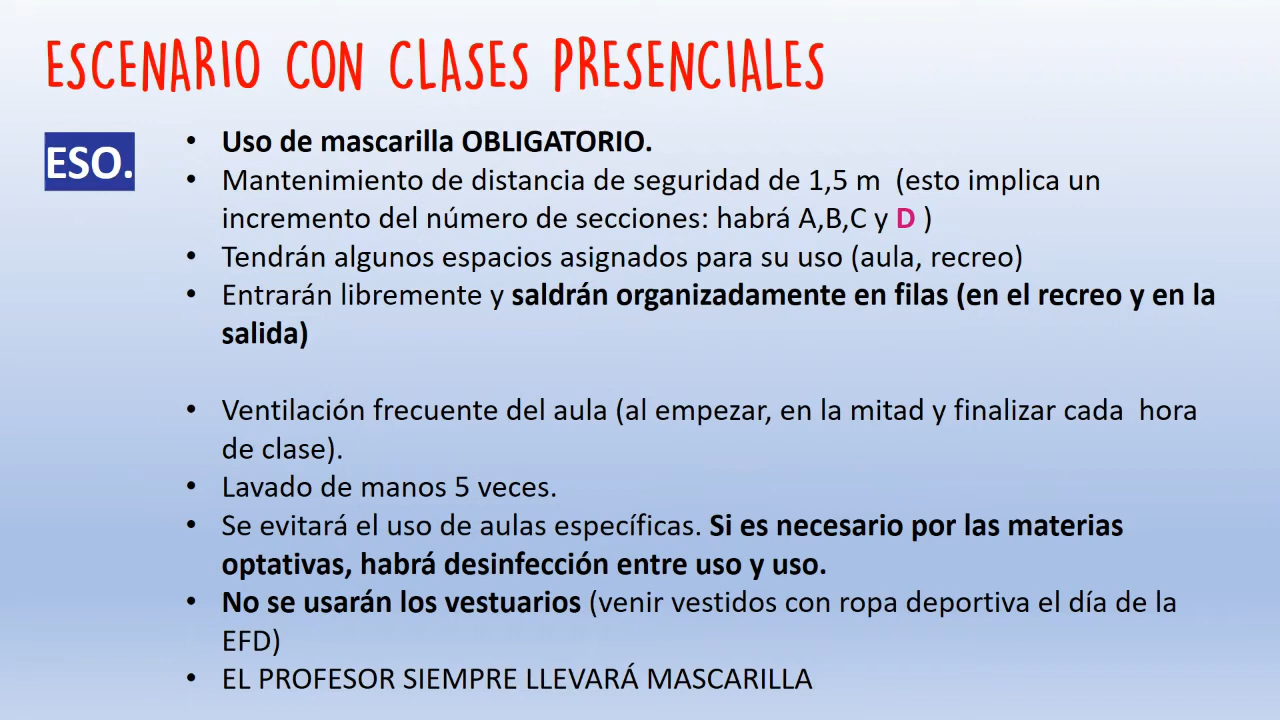 ESCENARIO CON CLASES PRESENCIALES
ESO.
• Uso de mascarilla OBLIGATORIO.
• Mantenimiento de distancia de seguridad de 1,5 m (esto implica un
incremento del número de secciones: habrá A,B,C y D )
• Tendrán algunos espacios asignados para su uso (aula, recreo)
• Entrarán libremente y saldrán organizadamente en filas (en el recreo y en la
salida)
• Ventilación frecuente del aula (al empezar, en la mitad y finalizar cada hora
de clase).
• Lavado de manos 5 veces.
• Se evitará el uso de aulas específicas. Si es necesario por las materias
optativas, habrá desinfección entre uso y uso.
• No se usarán los vestuarios (venir vestidos con ropa deportiva el día de la
EFD)
• EL PROFESOR SIEMPRE LLEVARÁ MASCARILLA